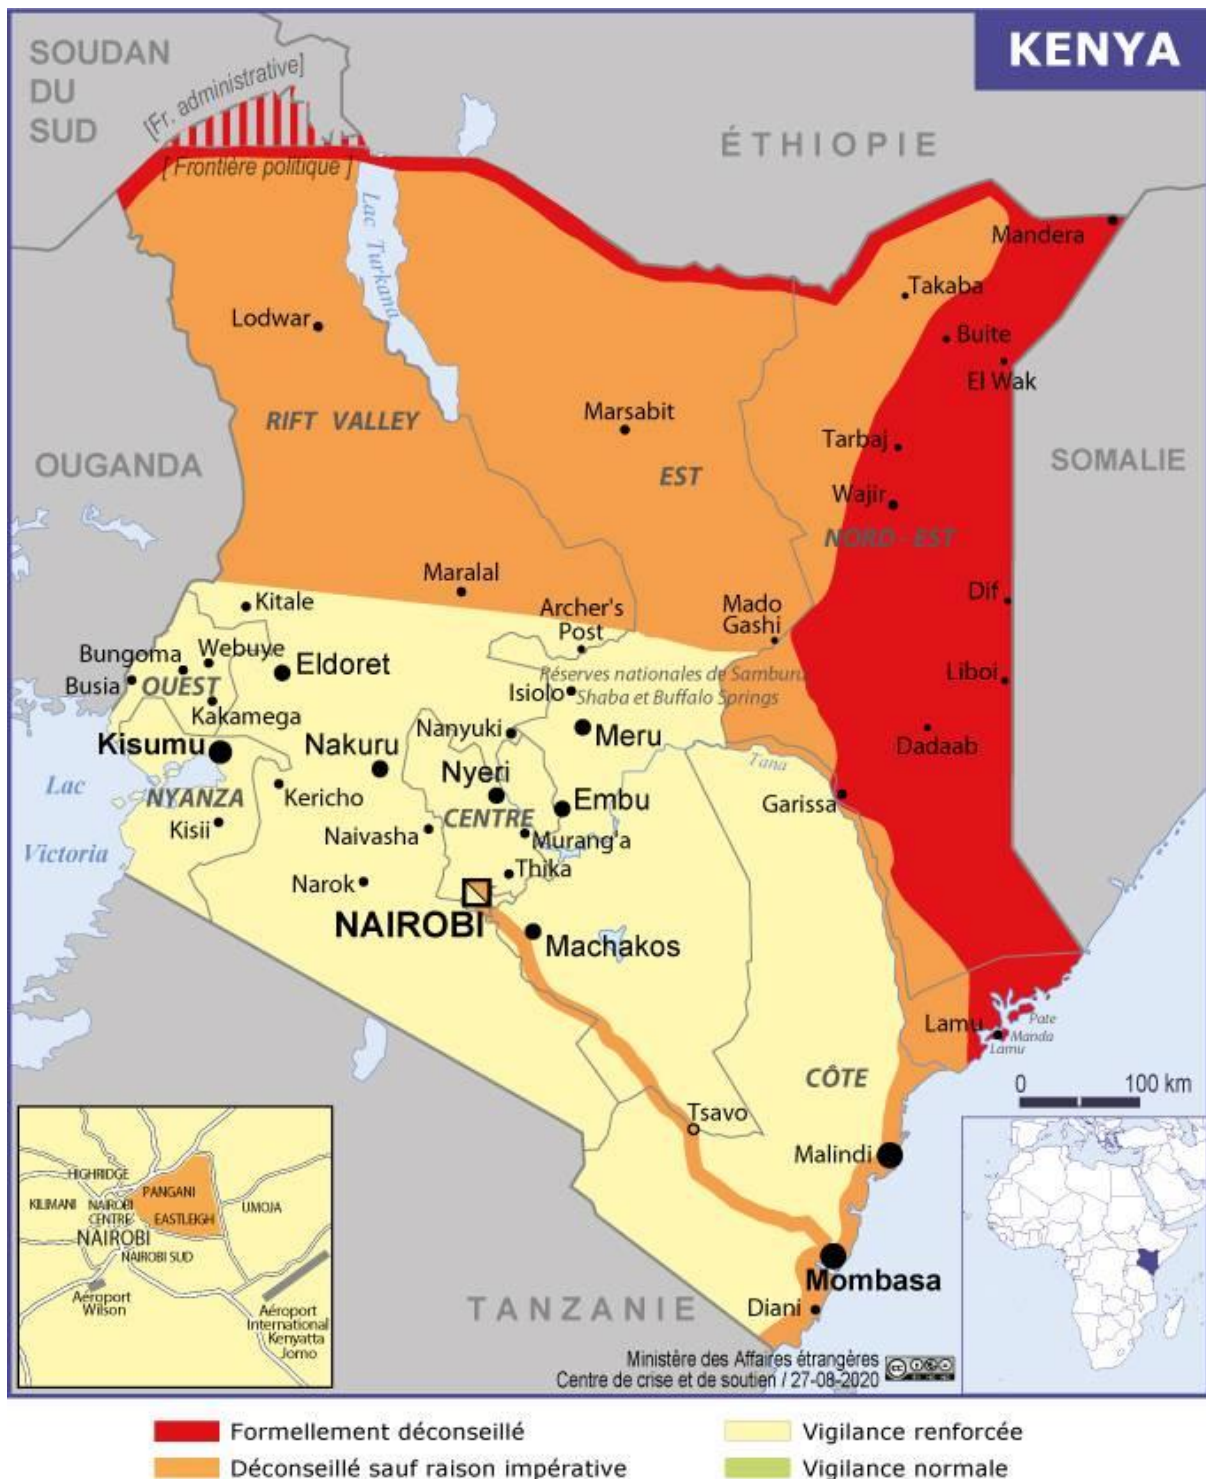 KENYA
SOUDAN
DU
SUD
[Fr. administrative]
[ Frontière politique ]
ÉTHIOPIE
Mandera
Lac Turkana
Takaba
Lodwar
Buite
El Wak
Marsabit
RIFT VALLEY
Tarbaj
OUGANDA
EST
SOMALIE
Wajir
NORD - EST
Maralal
Dif
Kitale
Archer's
Post
Mado
Gashi
Bungoma
Webuye
Eldoret
Busia
OUEST
Réserves nationales de Samburu
Shaba et Buffalo Springs
Liboi
Isiolo
Kakamega
Kisumu
Nakuru
Nanyuki
Meru
Dadaab
Tana
Lac
Victoria
NYANZA
Kericho
Nyeri
Embu
Garissa
CENTRE
Kisii
Naivasha
Murang'a
Thika
Narok
NAIROBI
Machakos
Lamu
Pate
Manda
Lamu
CÔTE
0 100 km
Tsavo
Malindi
Mombasa
Diani
TANZANIE
HIGHRIDGE
PANGANI
KILIMANI
NAIROBI
CENTRE
EASTLEIGH
UMOJA
NAIROBI
NAIROBI SUD
Aéroport
Wilson
Aéroport
International
Kenyatta
Jomo
Ministère des Affaires étrangères
Centre de crise et de soutien / 27-08-2020
Formellement déconseillé
Vigilance renforcée
Déconseillé sauf raison impérative
Vigilance normale